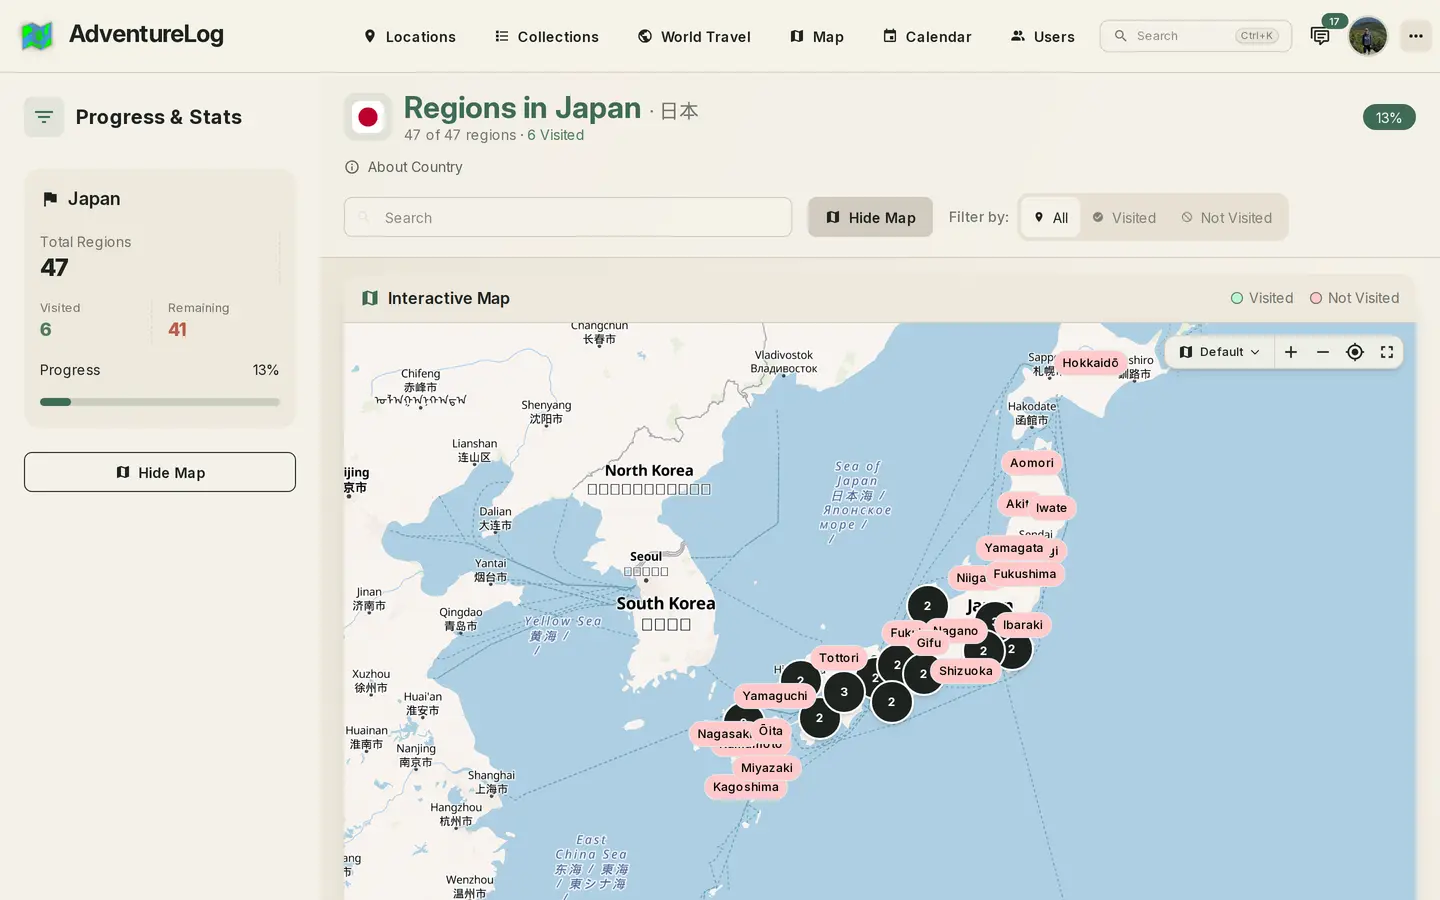 AdventureLog
Locations
Collections
World Travel
Map
Calendar
Users
Search
Ctrl+K
17
Progress & Stats
Japan
Total Regions
47
Visited
6
Remaining
41
Progress
13%
Hide Map
Regions in Japan · 日本
47 of 47 regions · 6 Visited
13%
About Country
Search
Hide Map
Filter by:
All
Visited
Not Visited
Interactive Map
Visited
Not Visited
Default
Changchun
长春市
Vladivostok
Владивосток
Hokkaidō
札幌
Chifeng
赤峰市
Shenyang
沈阳市
Hakodate
函館市
Lianshan
连山区
North Korea
Sea of
Japan
日本海 /
Японское
море /
/
Aomori
Iwate
Dalian
大连市
Yamagata
Seoul
Yantai
烟台市
Fukushima
Jinan
济南市
South Korea
2
Qingdao
青岛市
Yellow Sea
黄海 /
/
Ibaraki
Nagano
Gifu
2
2
Tottori
2
2
2
Shizuoka
Xuzhou
徐州市
Huai'an
淮安市
Yamaguchi
3
2
2
Huainan
淮南市
Nagasaki
Ōita
Nanjing
南京市
Miyazaki
Shanghai
上海市
Kagoshima
Hangzhou
杭州市
East
China Sea
东海 / 東海
/ 東シナ海
/
Wenzhou
温州市